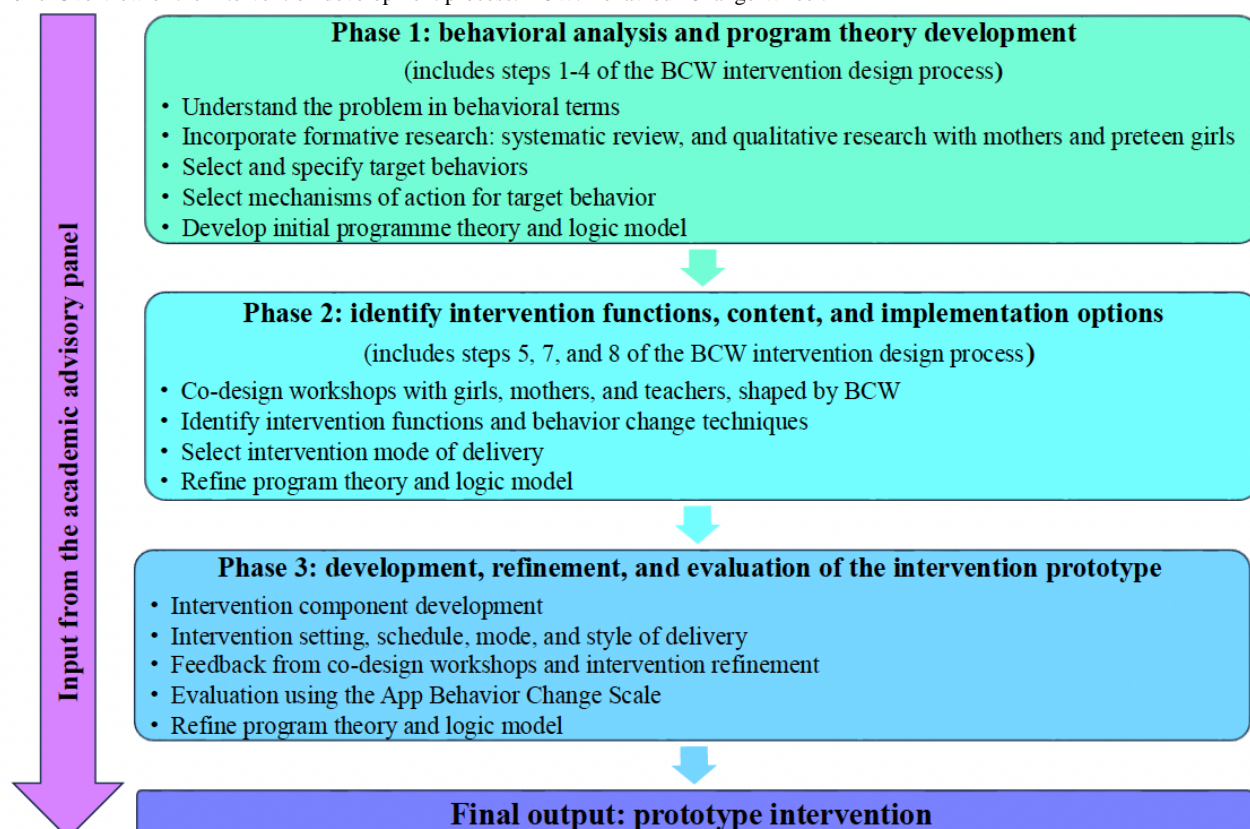 Phase 1: behavioral analysis and program theory development
(includes steps 1-4 of the BCW intervention design process)
• Understand the problem in behavioral terms
• Incorporate formative research: systematic review, and qualitative research with mothers and preteen girls
• Select and specify target behaviors
• Select mechanisms of action for target behavior
• Develop initial programme theory and logic model
Input from the academic advisory panel
Phase 2: identify intervention functions, content, and implementation options
(includes steps 5, 7, and 8 of the BCW intervention design process)
• Co-design workshops with girls, mothers, and teachers, shaped by BCW
• Identify intervention functions and behavior change techniques
• Select intervention mode of delivery
• Refine program theory and logic model
Phase 3: development, refinement, and evaluation of the intervention prototype
• Intervention component development
• Intervention setting, schedule, mode, and style of delivery
• Feedback from co-design workshops and intervention refinement
• Evaluation using the App Behavior Change Scale
• Refine program theory and logic model
Final output: prototype intervention